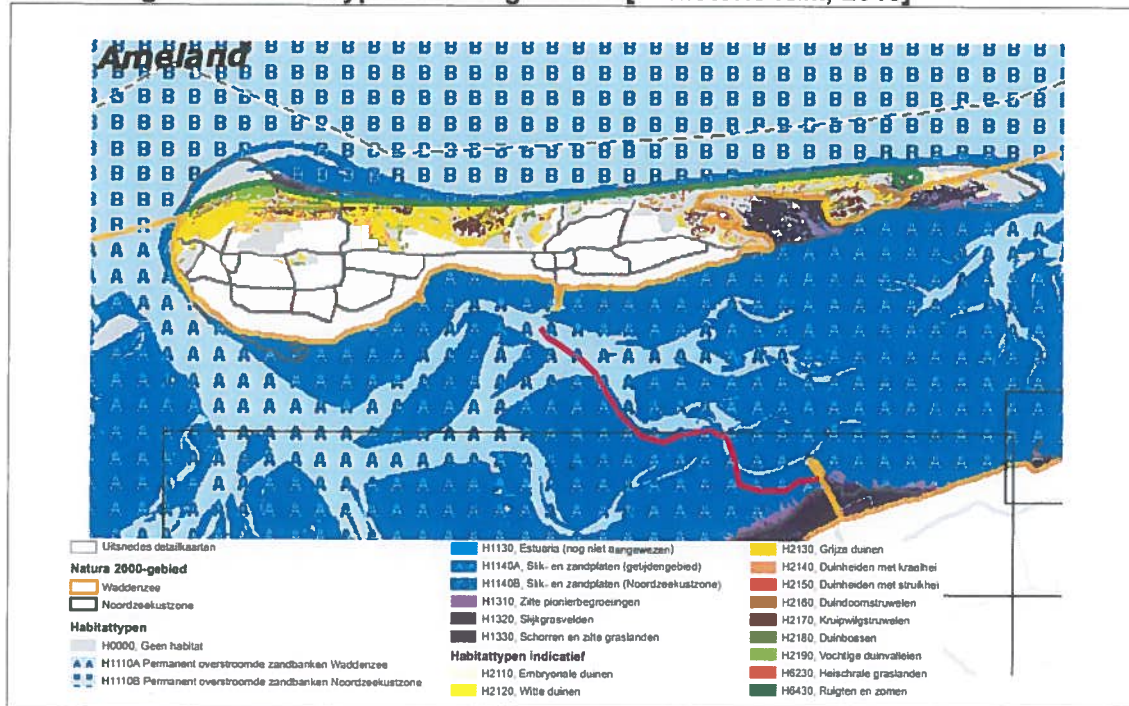 Ameland
Uitsnedes detailkaarten
Natura 2000-gebied
Waddenzee
Noordzeekustzone
Habitattypen
H0000, Geen habitat
H1110A Permanent overstroomde zandbanken Waddenzee
H1110B Permanent overstroomde zandbanken Noordzeekustzone
H1130, Estuaria (nog niet aangewezen)
H1140A, Slik- en zandplaten (getijdengebied)
H1140B, Slik- en zandplaten (Noordzeekustzone)
H1310, Zilte pionierbegroeiingen
H1320, Slijkgrasvelden
H1330, Schorren en zilte graslanden
Habitattypen indicatief
H2110, Embryonale duinen
H2120, Witte duinen
H2130, Grijze duinen
H2140, Duinheiden met kraaihei
H2150, Duinheiden met struikhei
H2160, Duindoornstruwelen
H2170, Kruipwilgstruwelen
H2180, Duinbossen
H2190, Vochtige duinvalleien
H6230, Heischrale graslanden
H6430, Ruigten en zomen